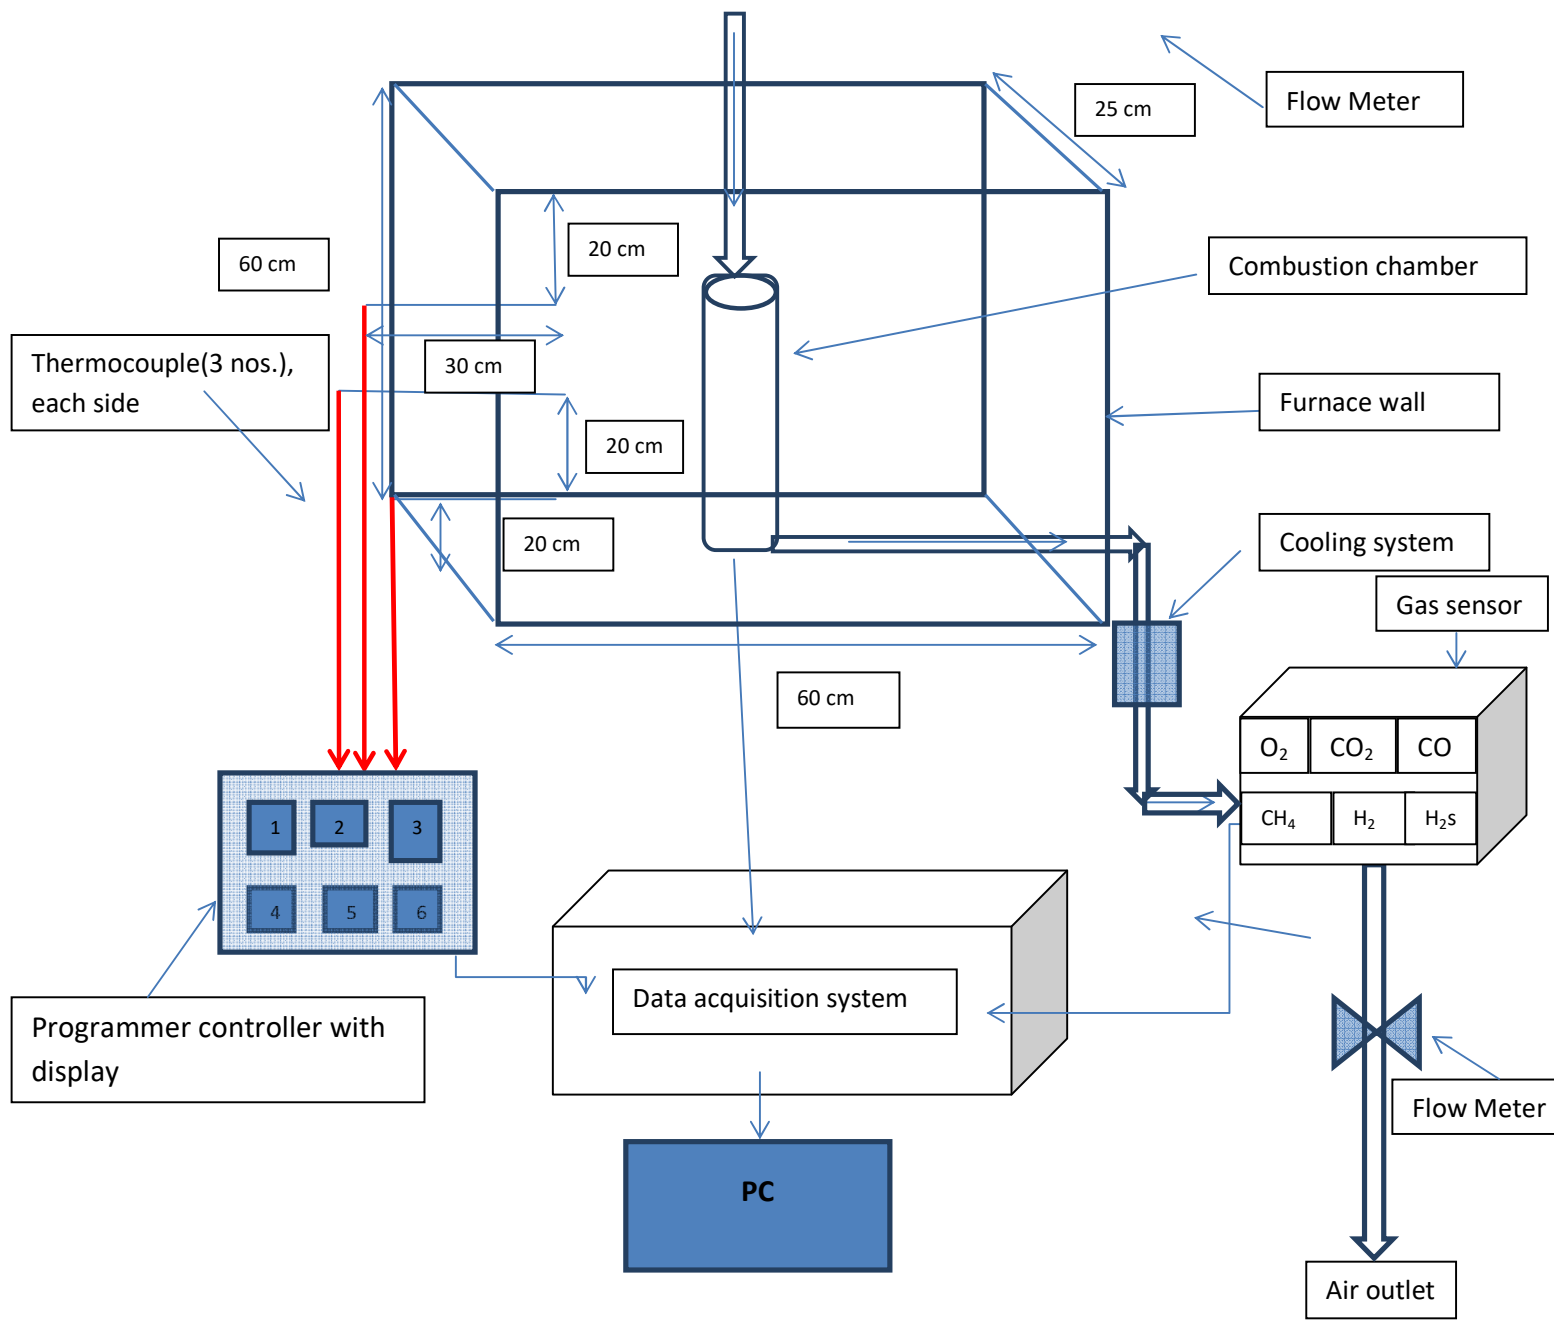 Flow Meter
25 cm
20 cm
60 cm
Combustion chamber
Thermocouple(3 nos.),
each side
30 cm
Furnace wall
20 cm
20 cm
Cooling system
Gas sensor
60 cm
O₂
CO₂
CO
CH₄
H₂
H₂s
1
2
3
4
5
6
Data acquisition system
Programmer controller with
display
Flow Meter
PC
Air outlet